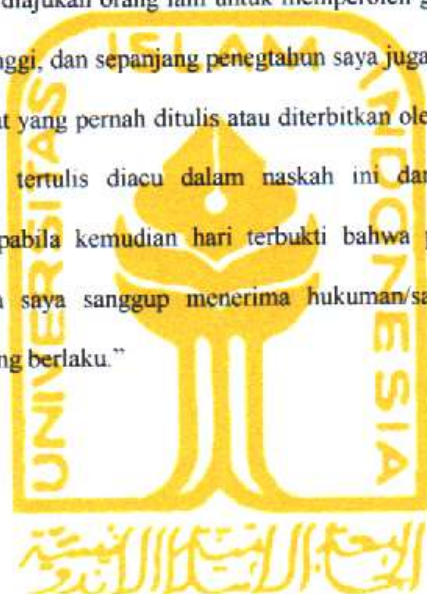 diajukan orang lain untuk memperoleh g
nggi, dan sepanjang penegtahun saya juga
t yang pernah ditulis atau diterbitkan ole
tertulis diacu dalam naskah ini dan
pabila kemudian hari terbukti bahwa p
a saya sanggup menerima hukuman/sa
ng berlaku.”
UNIVERSITAS
ISLAM
INDONESIA